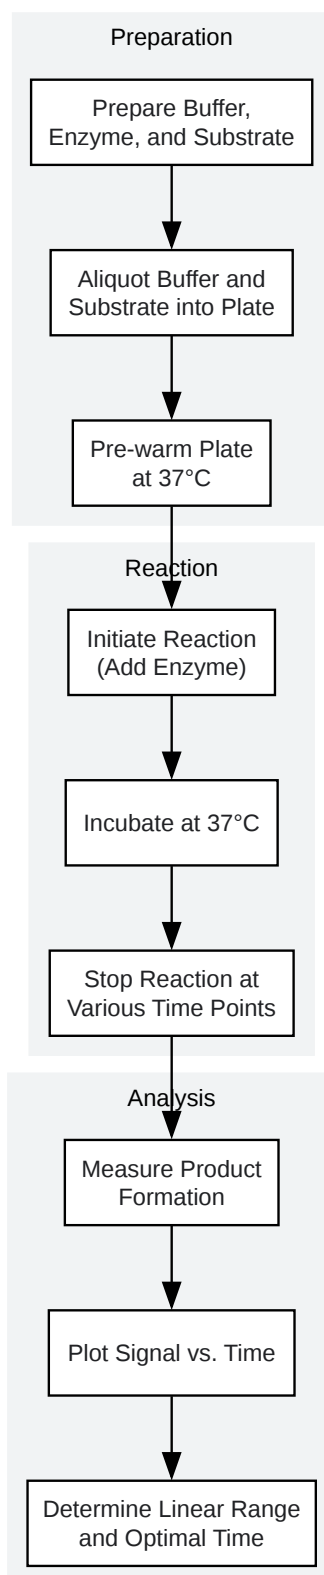 Preparation
Prepare Buffer,
Enzyme, and Substrate
Aliquot Buffer and
Substrate into Plate
Pre-warm Plate
at 37°C
Reaction
Initiate Reaction
(Add Enzyme)
Incubate at 37°C
Stop Reaction at
Various Time Points
Analysis
Measure Product
Formation
Plot Signal vs. Time
Determine Linear Range
and Optimal Time